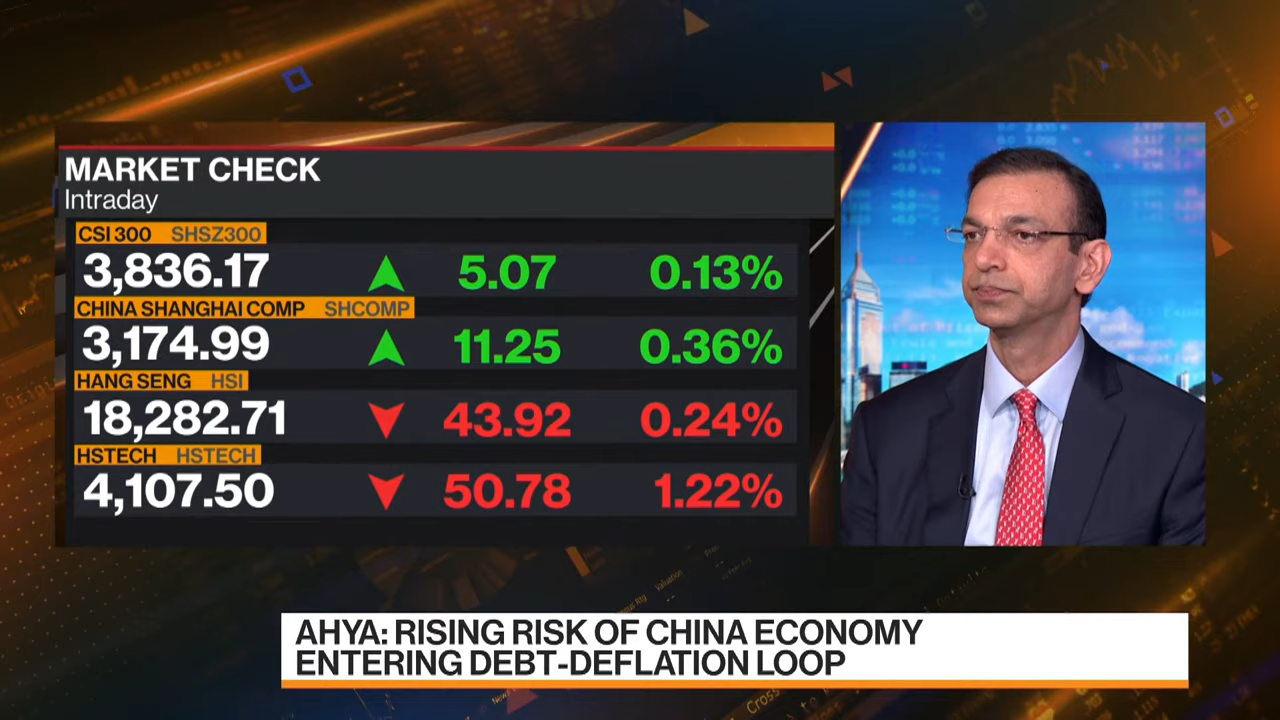 MARKET CHECK
Intraday
CSI 300 SHSZ300
3,836.17 5.07 0.13%
CHINA SHANGHAI COMP SHCOMP
3,174.99 11.25 0.36%
HANG SENG HSI
18,282.71 43.92 0.24%
HSTECH HSTECH
4,107.50 50.78 1.22%
AHYA: RISING RISK OF CHINA ECONOMY
ENTERING DEBT-DEFLATION LOOP